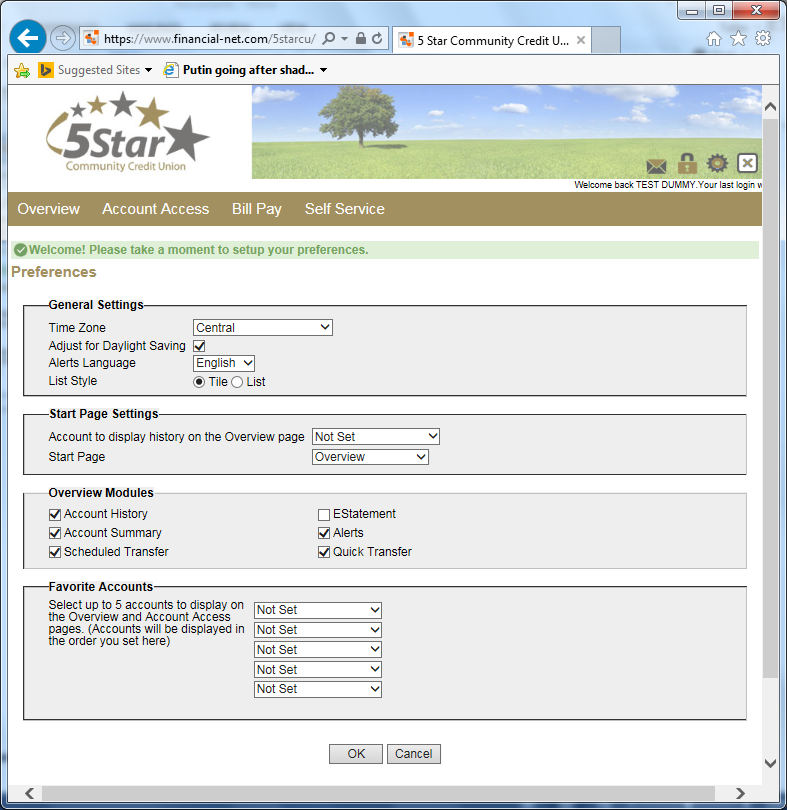 https://www.financial-net.com/5starcu/
5 Star Community Credit U...
Suggested Sites
Putin going after shad...
5Star
Community Credit Union
Welcome back TEST DUMMY.Your last login w
Overview Account Access Bill Pay Self Service
Welcome! Please take a moment to setup your preferences.
Preferences
General Settings
Time Zone Central
Adjust for Daylight Saving
Alerts Language English
List Style Tile List
Start Page Settings
Account to display history on the Overview page Not Set
Start Page Overview
Overview Modules
Account History EStatement
Account Summary Alerts
Scheduled Transfer Quick Transfer
Favorite Accounts
Select up to 5 accounts to display on
the Overview and Account Access
pages. (Accounts will be displayed in
the order you set here)
Not Set
Not Set
Not Set
Not Set
Not Set
OK Cancel